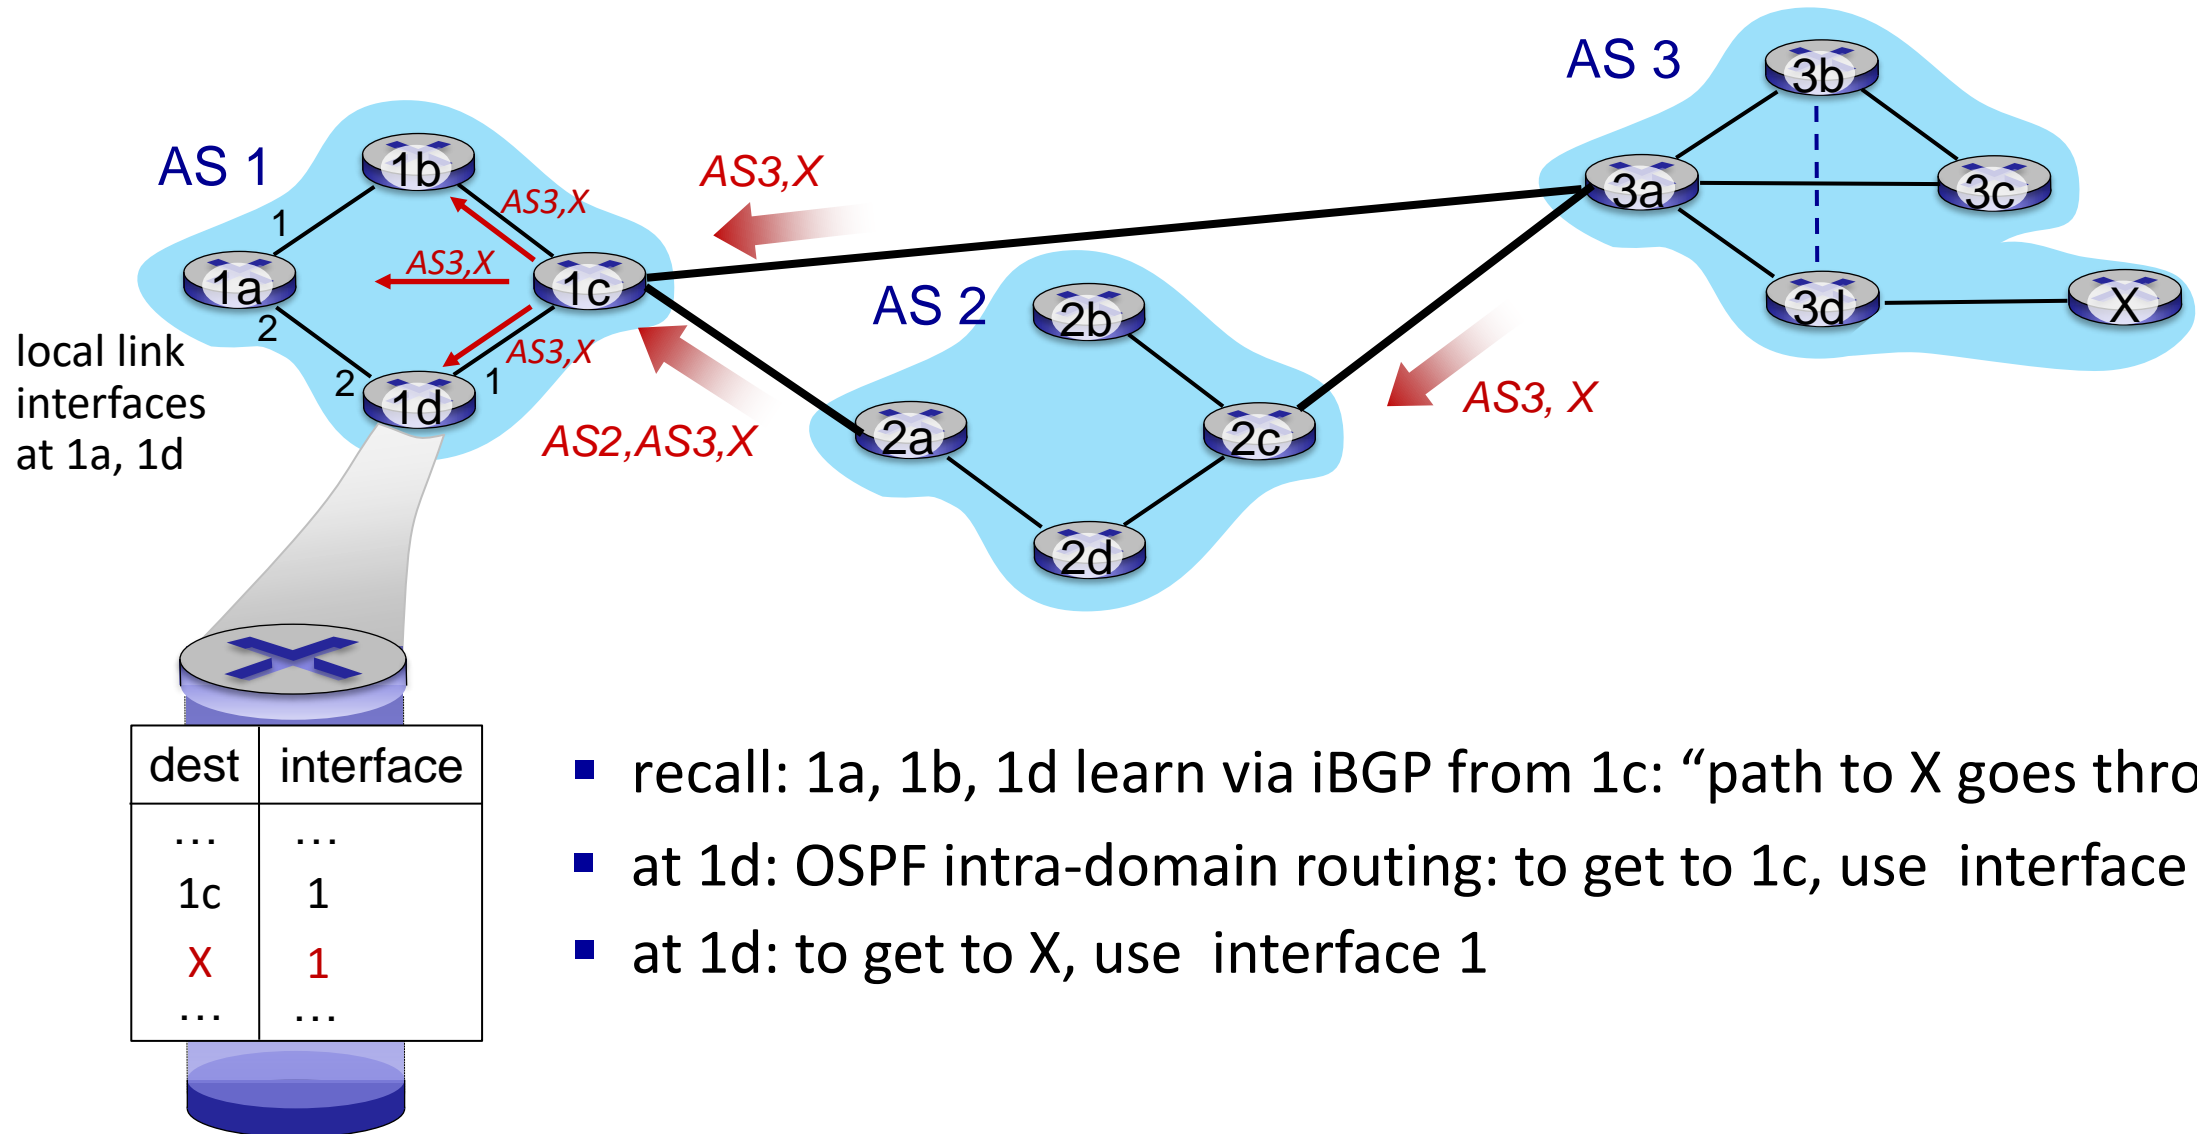 AS 3
3b
AS 1
1b
AS3,X
3a
3c
AS3,X
1
AS3,X
1a
1c
AS 2
2b
3d
X
2
local link
interfaces
at 1a, 1d
AS3,X
2
1
1d
AS3, X
AS2,AS3,X
2a
2c
2d
dest interface
... ...
1c 1
X 1
... ...
▪ recall: 1a, 1b, 1d learn via iBGP from 1c: “path to X goes thro
▪ at 1d: OSPF intra-domain routing: to get to 1c, use interface
▪ at 1d: to get to X, use interface 1